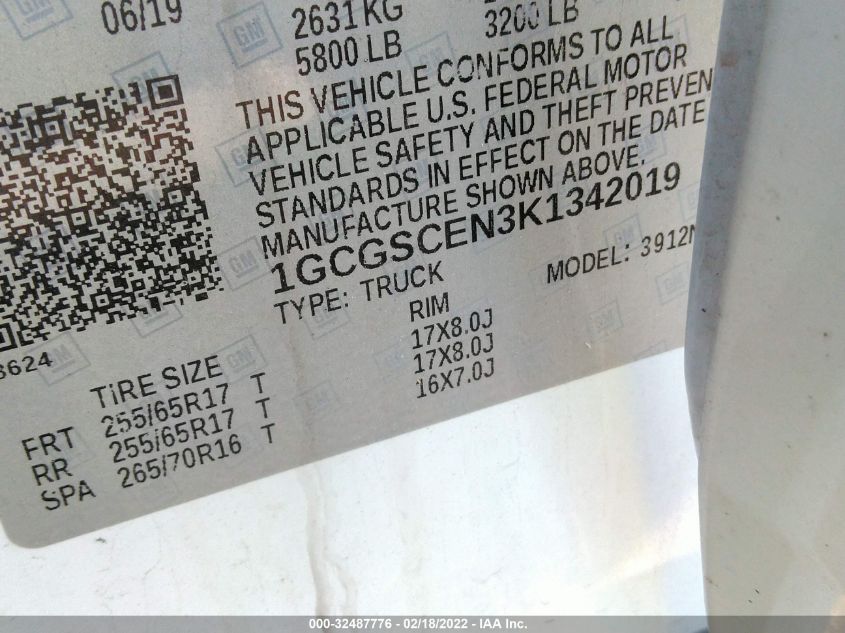 06/19
2631KG
5800 LB
3200 LB
THIS VEHICLE CONFORMS TO ALL
APPLICABLE U.S. FEDERAL MOTOR
VEHICLE SAFETY AND THEFT PREVEN
STANDARDS IN EFFECT ON THE DATE
MANUFACTURE SHOWN ABOVE.
1GCGSCEN3K1342019
TYPE: TRUCK
MODEL: 3912N
3624
TIRE SIZE
RIM
FRT 255/65R17 T 17X8.0J
RR 255/65R17 T 17X8.0J
SPA 265/70R16 T 16X7.0J
000-32487776 - 02/18/2022 - IAA Inc.